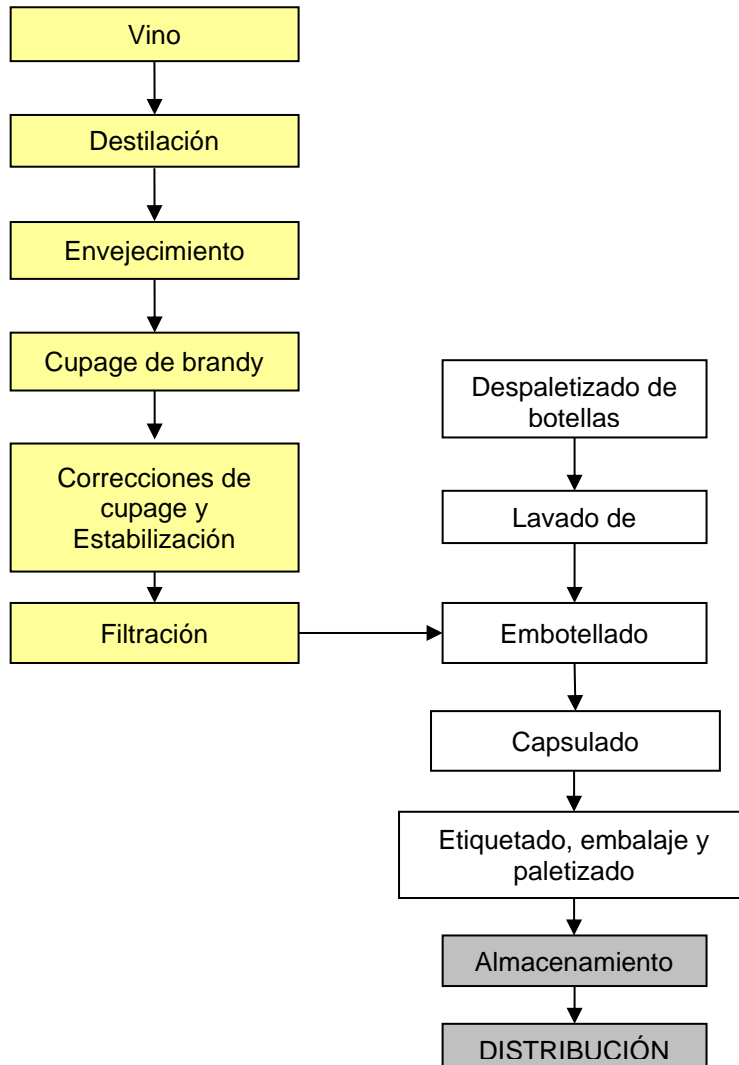 Vino
Destilación
Envejecimiento
Cupage de brandy
Correcciones de
cupage y
Estabilización
Filtración
Despaletizado de
botellas
Lavado de
Embotellado
Capsulado
Etiquetado, embalaje y
paletizado
Almacenamiento
DISTRIBUCIÓN